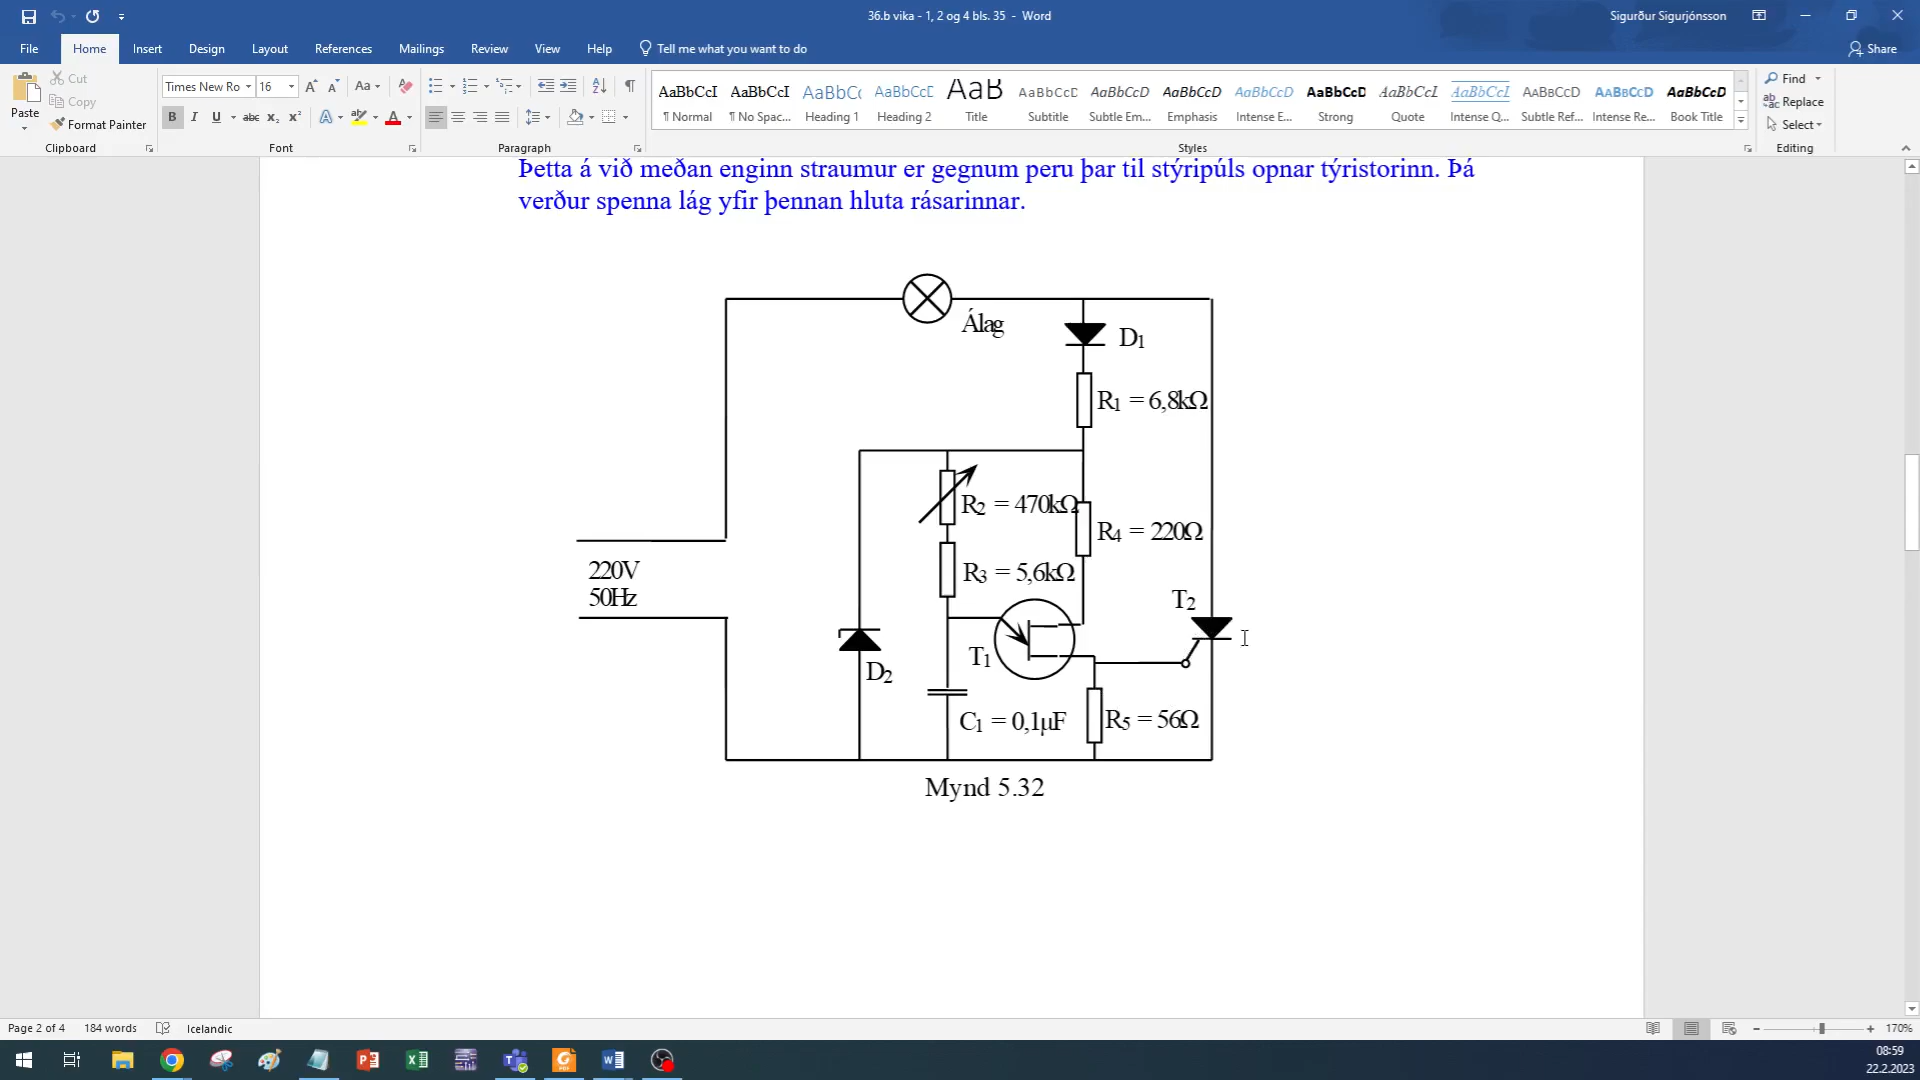 36.b vika - 1, 2 og 4 bls. 35 - Word
Sigurður Sigurjónsson
File Home Insert Design Layout References Mailings Review View Help Tell me what you want to do Share
Paste
Cut
Copy
Format Painter
Clipboard
Times New Ro 16
Font
Paragraph
AaBbCcI AaBbCcI AaBbCc AaBbCcE AaB AaBbCcC AaBbCcD AaBbCcD AaBbCcD AaBbCcD AaBbCcL AaBbCcL AaBbCcD AaBbCcD AaBbCcD
¶ Normal ¶ No Spac... Heading 1 Heading 2 Title Subtitle Subtle Em... Emphasis Intense E... Strong Quote Intense Q... Subtle Ref... Intense Re... Book Title
Styles
Find
Replace
Select
Editing
Þetta á við meðan enginn straumur er gegnum peru þar til stýripúls opnar týristorinn. Þá
verður spenna lág yfir þennan hluta rásarinnar.
Álag
D1
R1 = 6,8kΩ
R2 = 470kΩ
R4 = 220Ω
220V
50Hz
R3 = 5,6kΩ
T2
T1
D2
C1 = 0,1µF
R5 = 56Ω
Mynd 5.32
Page 2 of 4 184 words Icelandic
170%
08:59
22.2.2023